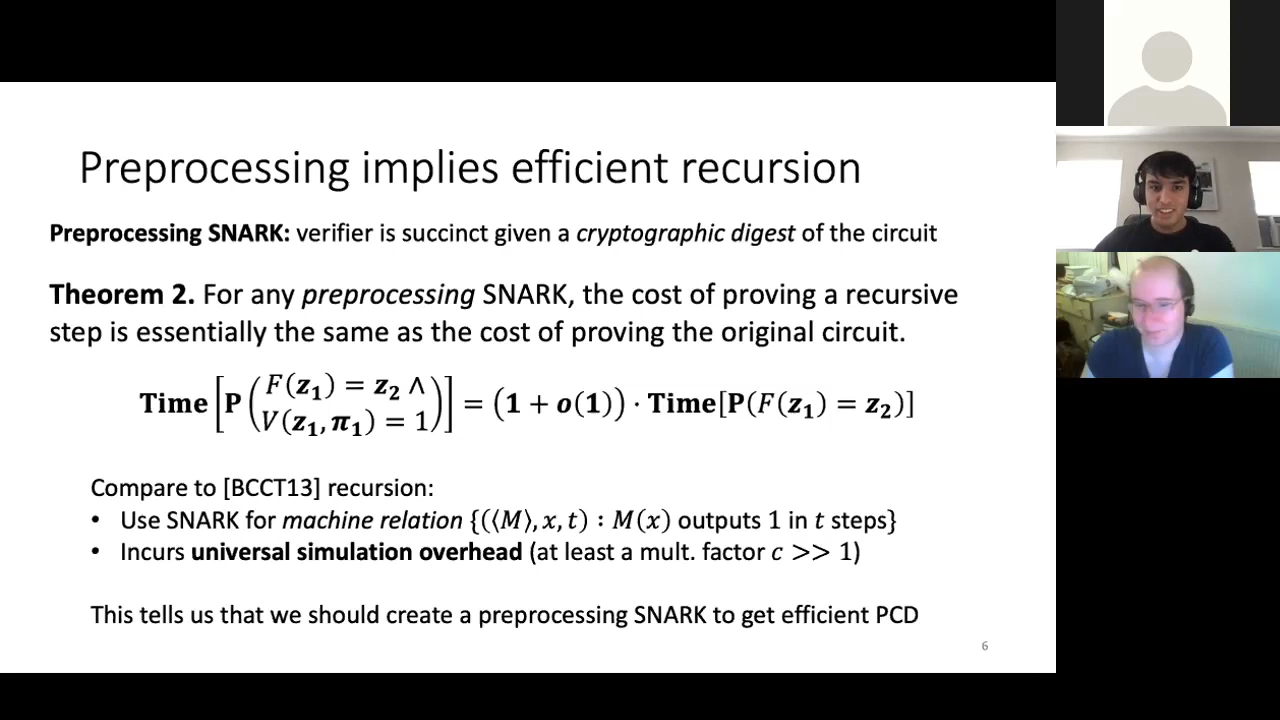 Preprocessing implies efficient recursion
Preprocessing SNARK: verifier is succinct given a cryptographic digest of the circuit
Theorem 2. For any preprocessing SNARK, the cost of proving a recursive
step is essentially the same as the cost of proving the original circuit.
Time [P (F(z₁) = z₂ ∧ V(z₁, π₁) = 1)] = (1 + o(1)) · Time[P(F(z₁) = z₂)]
Compare to [BCCT13] recursion:
• Use SNARK for machine relation {(⟨M⟩, x, t) : M(x) outputs 1 in t steps}
• Incurs universal simulation overhead (at least a mult. factor c >> 1)
This tells us that we should create a preprocessing SNARK to get efficient PCD
6